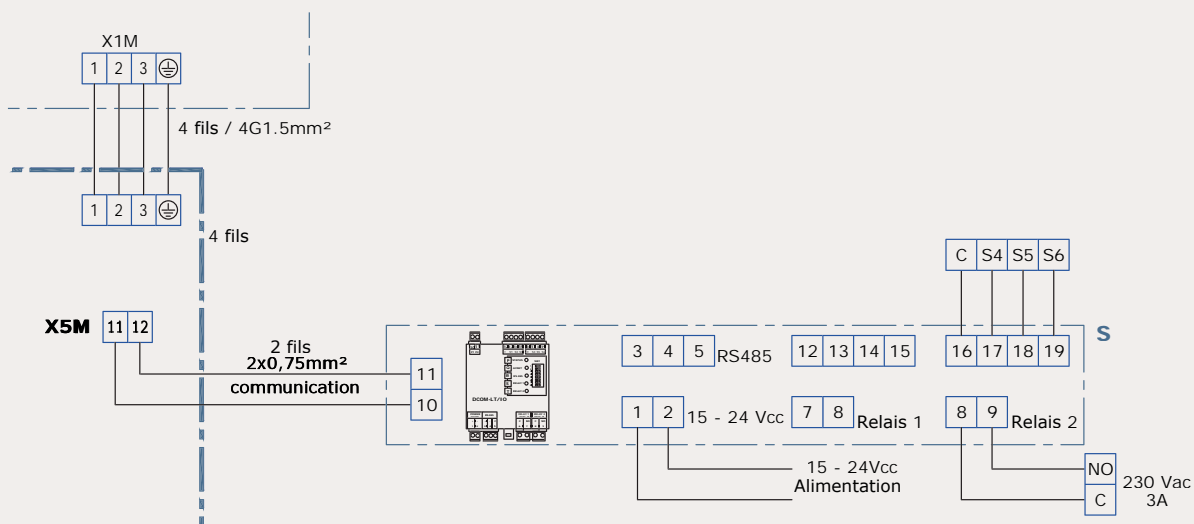 X1M
1 2 3
4 fils / 4G1.5mm²
1 2 3
4 fils
X5M 11 12
2 fils
2x0,75mm²
communication
11
10
DCOM-LT/IO
3 4 5 RS485
12 13 14 15
C S4 S5 S6
16 17 18 19
S
1 2 15 - 24 Vcc
7 8 Relais 1
8 9 Relais 2
15 - 24Vcc
Alimentation
NO
C
230 Vac
3A